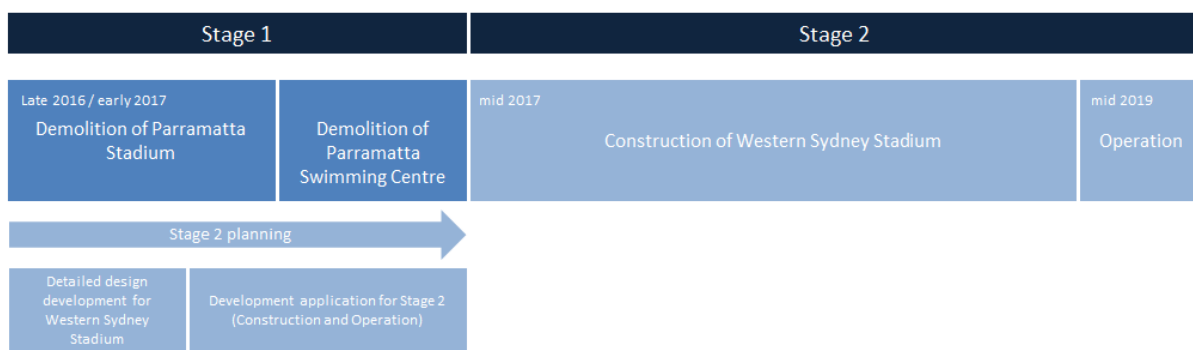 Stage 1
Stage 2
Late 2016 / early 2017
Demolition of Parramatta
Stadium
Demolition of
Parramatta
Swimming Centre
mid 2017
Construction of Western Sydney Stadium
mid 2019
Operation
Stage 2 planning
Detailed design
development for
Western Sydney
Stadium
Development application for Stage 2
(Construction and Operation)